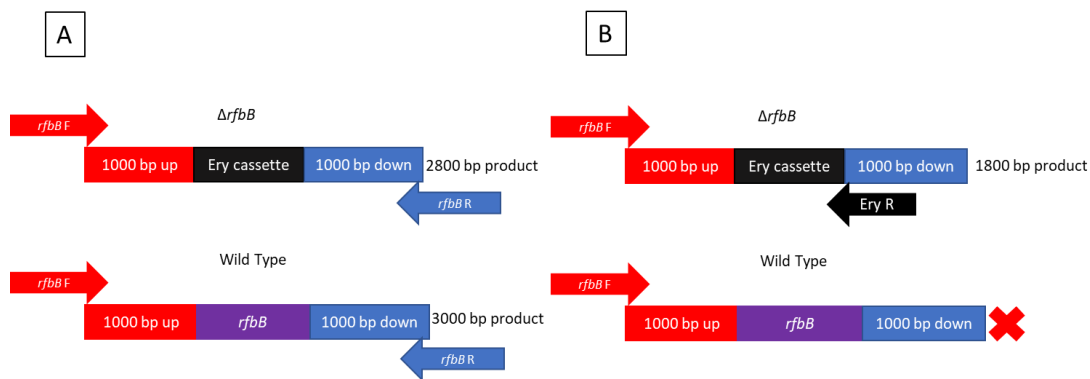 A
B
ΔrfbB
rfbB F
1000 bp up
Ery cassette
1000 bp down
2800 bp product
rfbB R
Wild Type
rfbB F
1000 bp up
rfbB
1000 bp down
3000 bp product
rfbB R
ΔrfbB
rfbB F
1000 bp up
Ery cassette
1000 bp down
1800 bp product
Ery R
Wild Type
rfbB F
1000 bp up
rfbB
1000 bp down